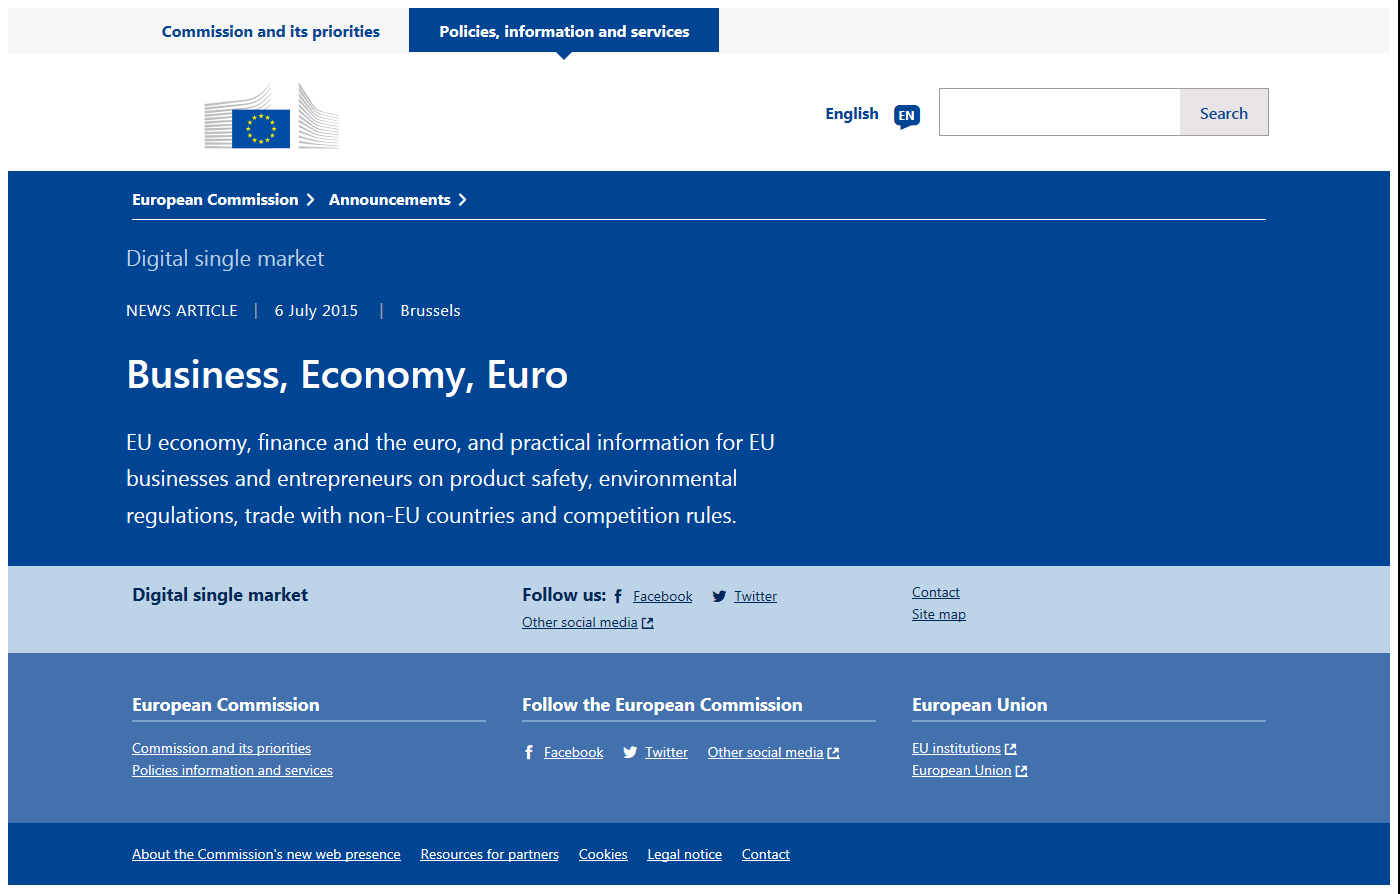 Commission and its priorities
Policies, information and services
English EN
Search
European Commission Announcements
Digital single market
NEWS ARTICLE | 6 July 2015 | Brussels
Business, Economy, Euro
EU economy, finance and the euro, and practical information for EU
businesses and entrepreneurs on product safety, environmental
regulations, trade with non-EU countries and competition rules.
Digital single market
Follow us: Facebook Twitter
Other social media
Contact
Site map
European Commission
Commission and its priorities
Policies information and services
Follow the European Commission
Facebook Twitter Other social media
European Union
EU institutions
European Union
About the Commission's new web presence Resources for partners Cookies Legal notice Contact